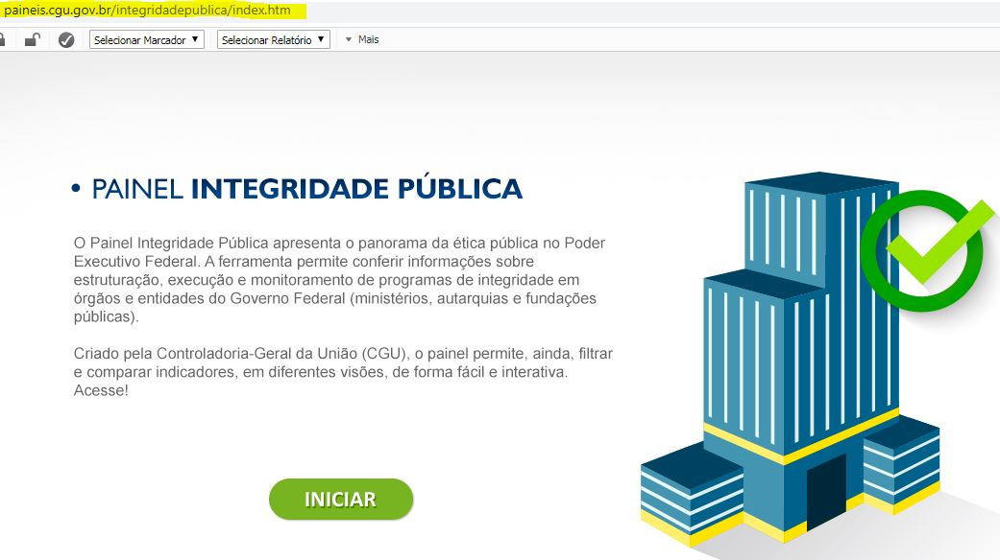 paineis.cgu.gov.br/integridadepublica/index.htm
Selecionar Marcador ▼ Selecionar Relatório ▼ Mais
• PAINEL INTEGRIDADE PÚBLICA
O Painel Integridade Pública apresenta o panorama da ética pública no Poder
Executivo Federal. A ferramenta permite conferir informações sobre
estruturação, execução e monitoramento de programas de integridade em
órgãos e entidades do Governo Federal (ministérios, autarquias e fundações
públicas).
Criado pela Controladoria-Geral da União (CGU), o painel permite, ainda, filtrar
e comparar indicadores, em diferentes visões, de forma fácil e interativa.
Acesse!
INICIAR